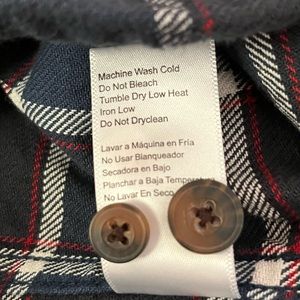 Machine Wash Cold
Do Not Bleach
Tumble Dry Low Heat
Iron Low
Do Not Dryclean
Lavar a Máquina en Fría
No Usar Blanqueador
Secadora en Bajo
Planchar a Baja
No Lavar En Seco